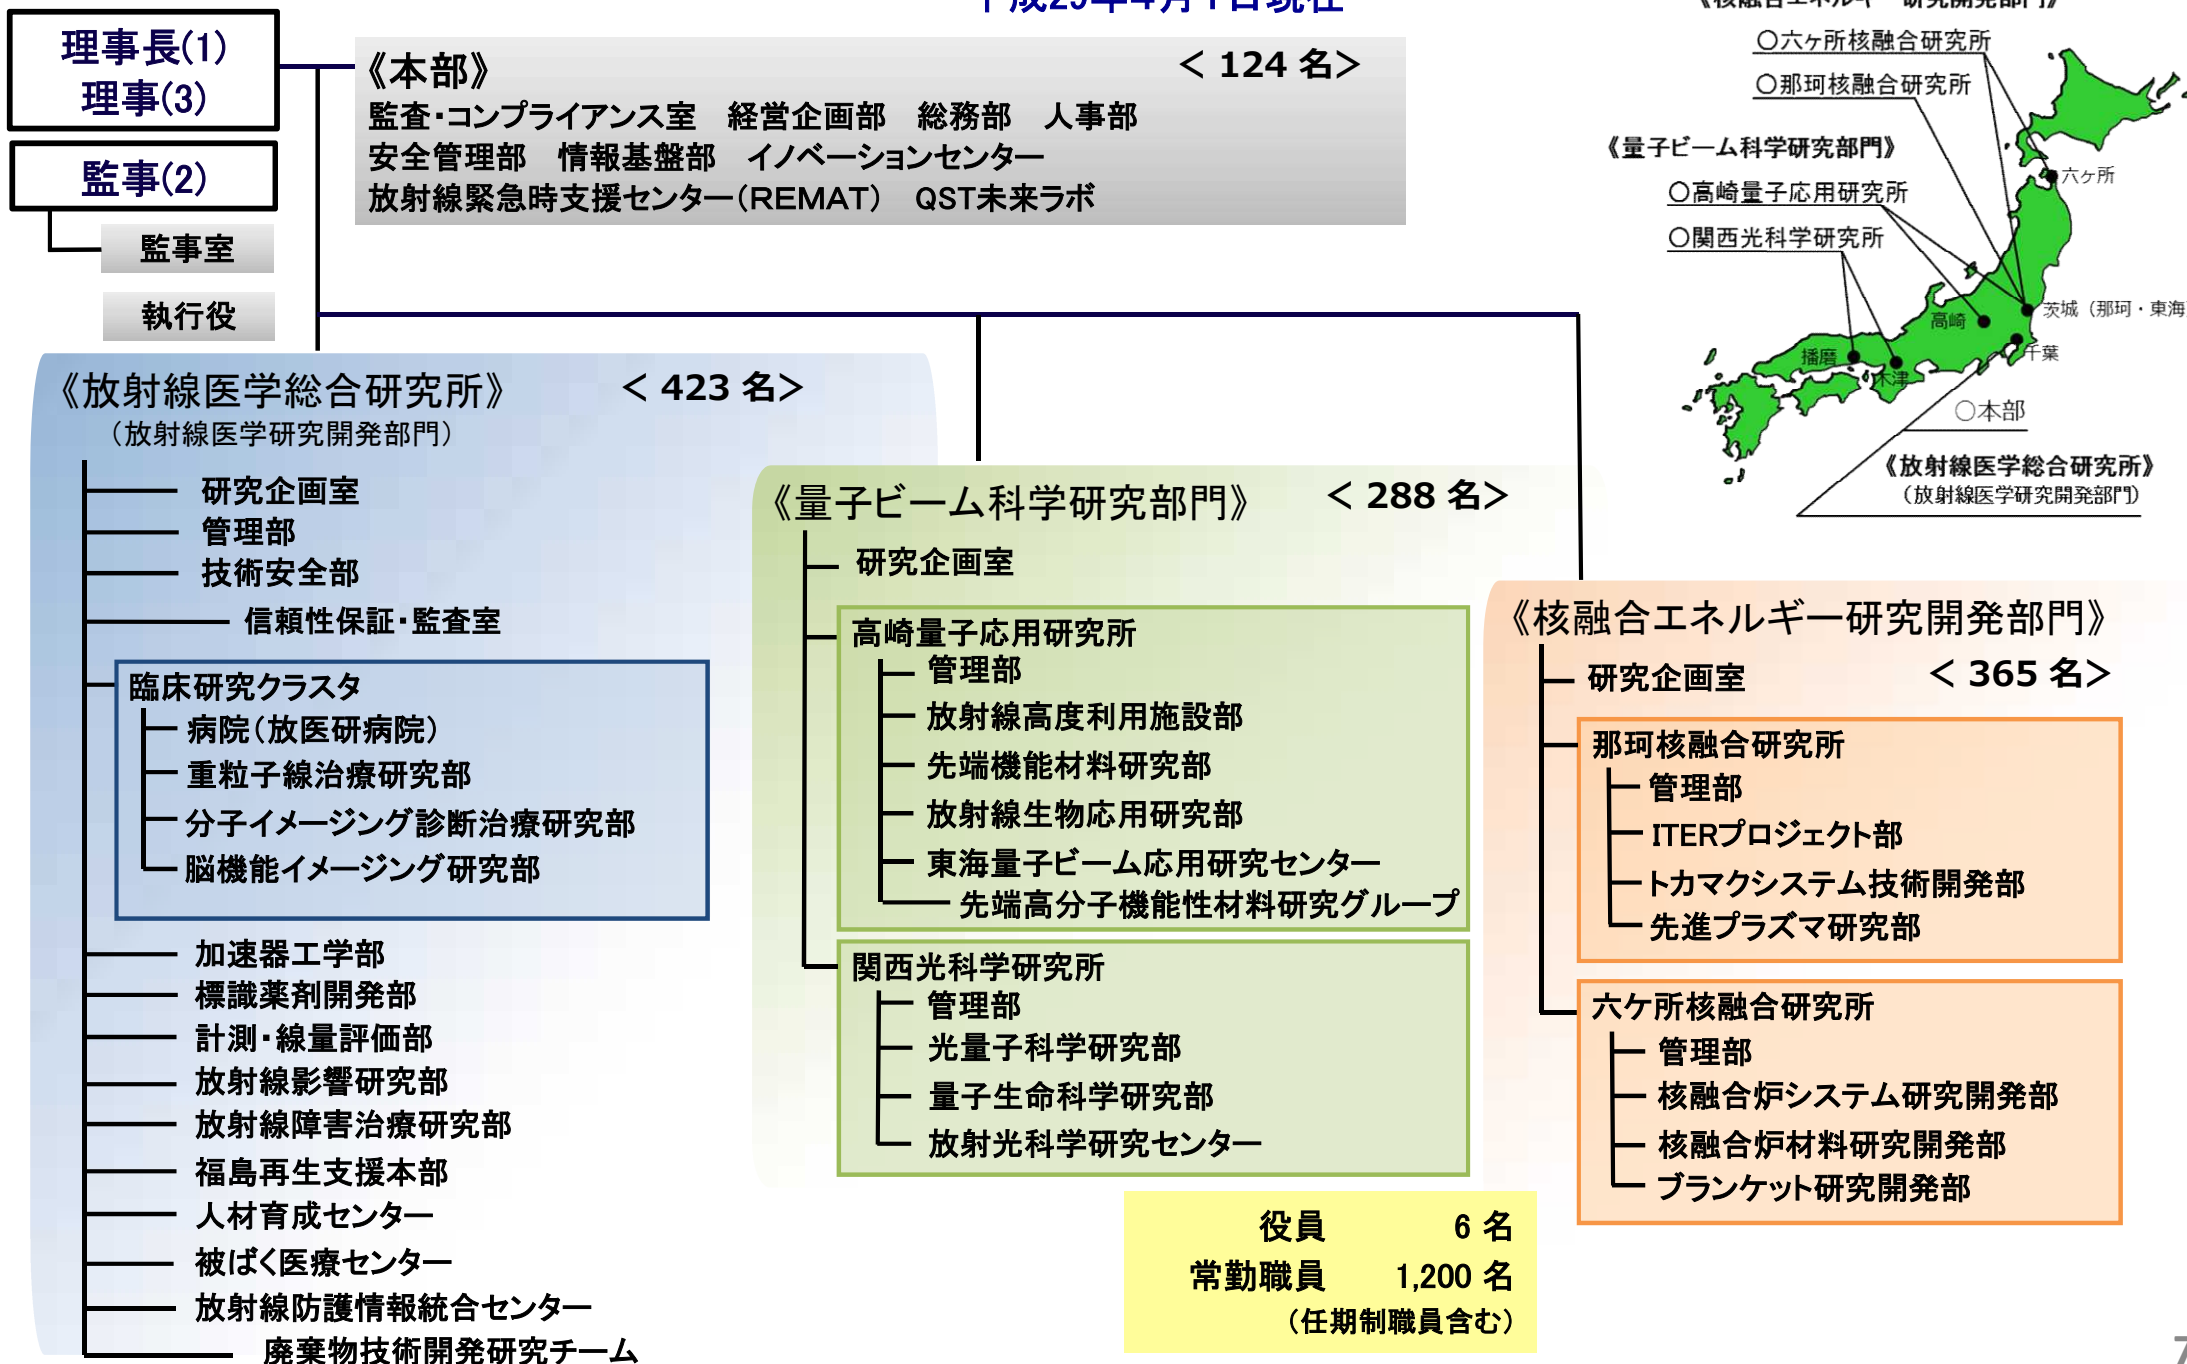 平成29年4月1日現在
理事長(1)
理事(3)
監事(2)
監事室
執行役
《本部》 ＜124 名＞
監査・コンプライアンス室 経営企画部 総務部 人事部
安全管理部 情報基盤部 イノベーションセンター
放射線緊急時支援センター（REMAT） QST未来ラボ
《核融合エネルギー研究開発部門》
○六ヶ所核融合研究所
○那珂核融合研究所
《量子ビーム科学研究部門》
○高崎量子応用研究所
○関西光科学研究所
六ヶ所
茨城（那珂・東海
高崎
千葉
播磨
木津
○本部
《放射線医学総合研究所》
（放射線医学研究開発部門）
《放射線医学総合研究所》 ＜423 名＞
（放射線医学研究開発部門）
研究企画室
管理部
技術安全部
信頼性保証・監査室
臨床研究クラスタ
病院（放医研病院）
重粒子線治療研究部
分子イメージング診断治療研究部
脳機能イメージング研究部
加速器工学部
標識薬剤開発部
計測・線量評価部
放射線影響研究部
放射線障害治療研究部
福島再生支援本部
人材育成センター
被ばく医療センター
放射線防護情報統合センター
廃棄物技術開発研究チーム
《量子ビーム科学研究部門》 ＜288 名＞
研究企画室
高崎量子応用研究所
管理部
放射線高度利用施設部
先端機能材料研究部
放射線生物応用研究部
東海量子ビーム応用研究センター
先端高分子機能性材料研究グループ
関西光科学研究所
管理部
光量子科学研究部
量子生命科学研究部
放射光科学研究センター
《核融合エネルギー研究開発部門》
研究企画室 ＜365 名＞
那珂核融合研究所
管理部
ITERプロジェクト部
トカマクシステム技術開発部
先進プラズマ研究部
六ケ所核融合研究所
管理部
核融合炉システム研究開発部
核融合炉材料研究開発部
ブランケット研究開発部
役員 6 名
常勤職員 1,200 名
（任期制職員含む）
7